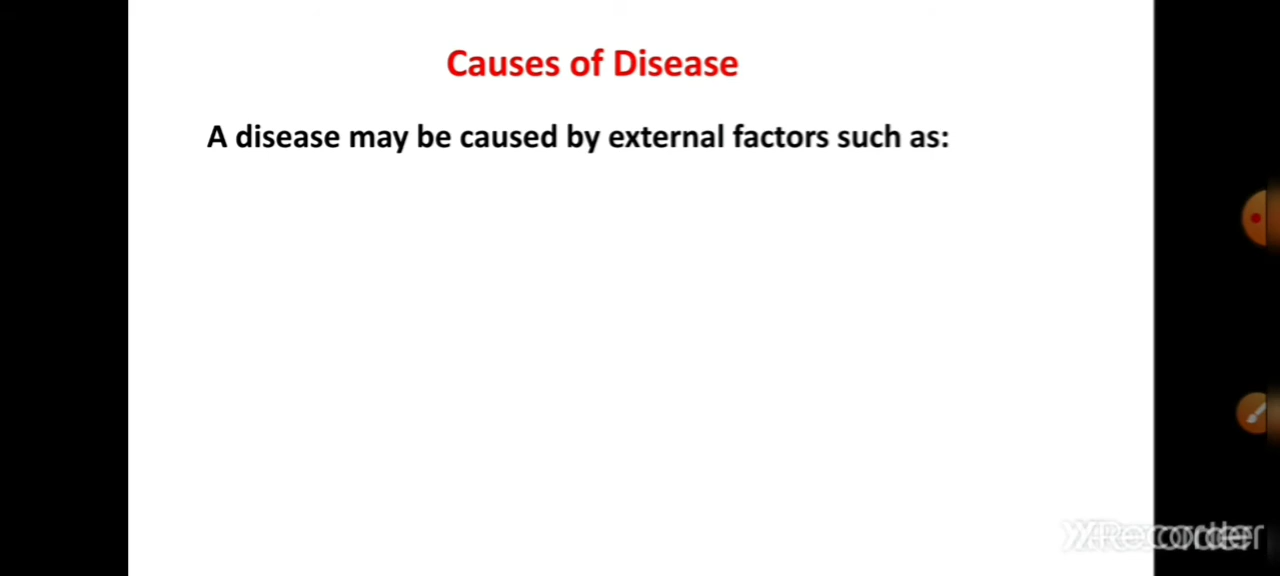 Causes of Disease
A disease may be caused by external factors such as:
XRecorder